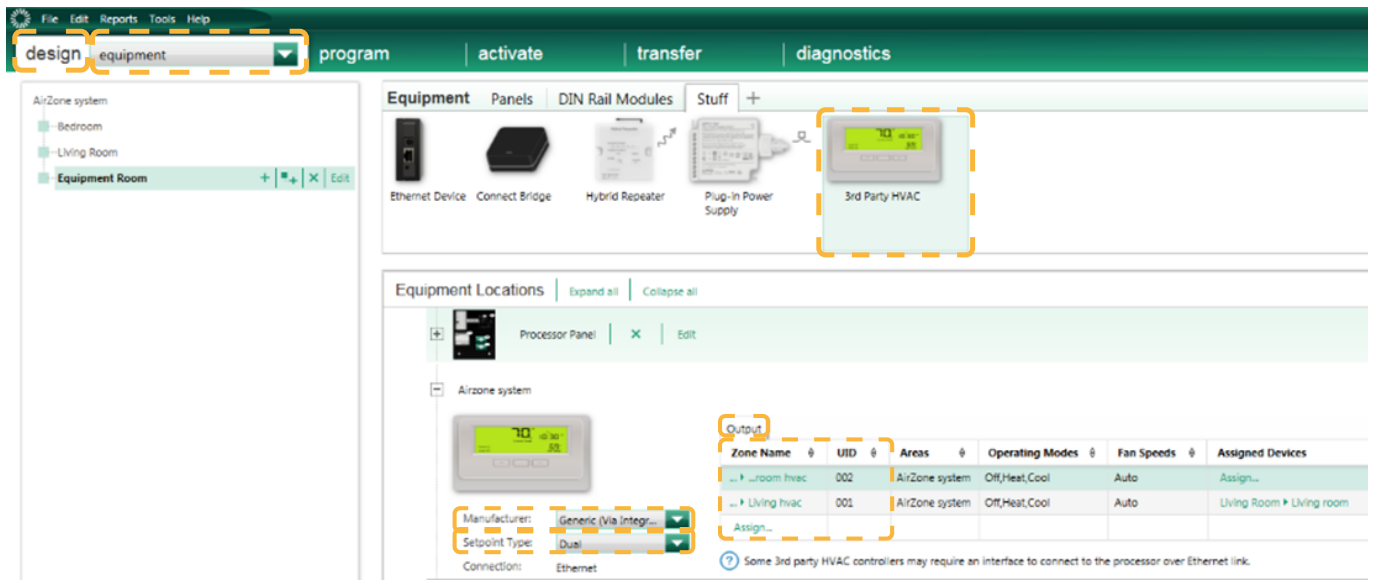 File Edit Reports Tools Help
design equipment program activate transfer diagnostics
AirZone system
Bedroom
Living Room
Equipment Room + × Edit
Equipment Panels DIN Rail Modules Stuff +
Ethernet Device Connect Bridge Hybrid Repeater Plug-in Power Supply 3rd Party HVAC
Equipment Locations Expand all Collapse all
Processor Panel × Edit
Airzone system
70
10:30
Output
Zone Name UID Areas Operating Modes Fan Speeds Assigned Devices
... ...room hvac 002 AirZone system Off,Heat,Cool Auto Assign...
... Living hvac 001 AirZone system Off,Heat,Cool Auto Living Room Living room
Assign...
Manufacturer: Generic (Via Integr...
Setpoint Type: Dual
Connection: Ethernet
? Some 3rd party HVAC controllers may require an interface to connect to the processor over Ethernet link.